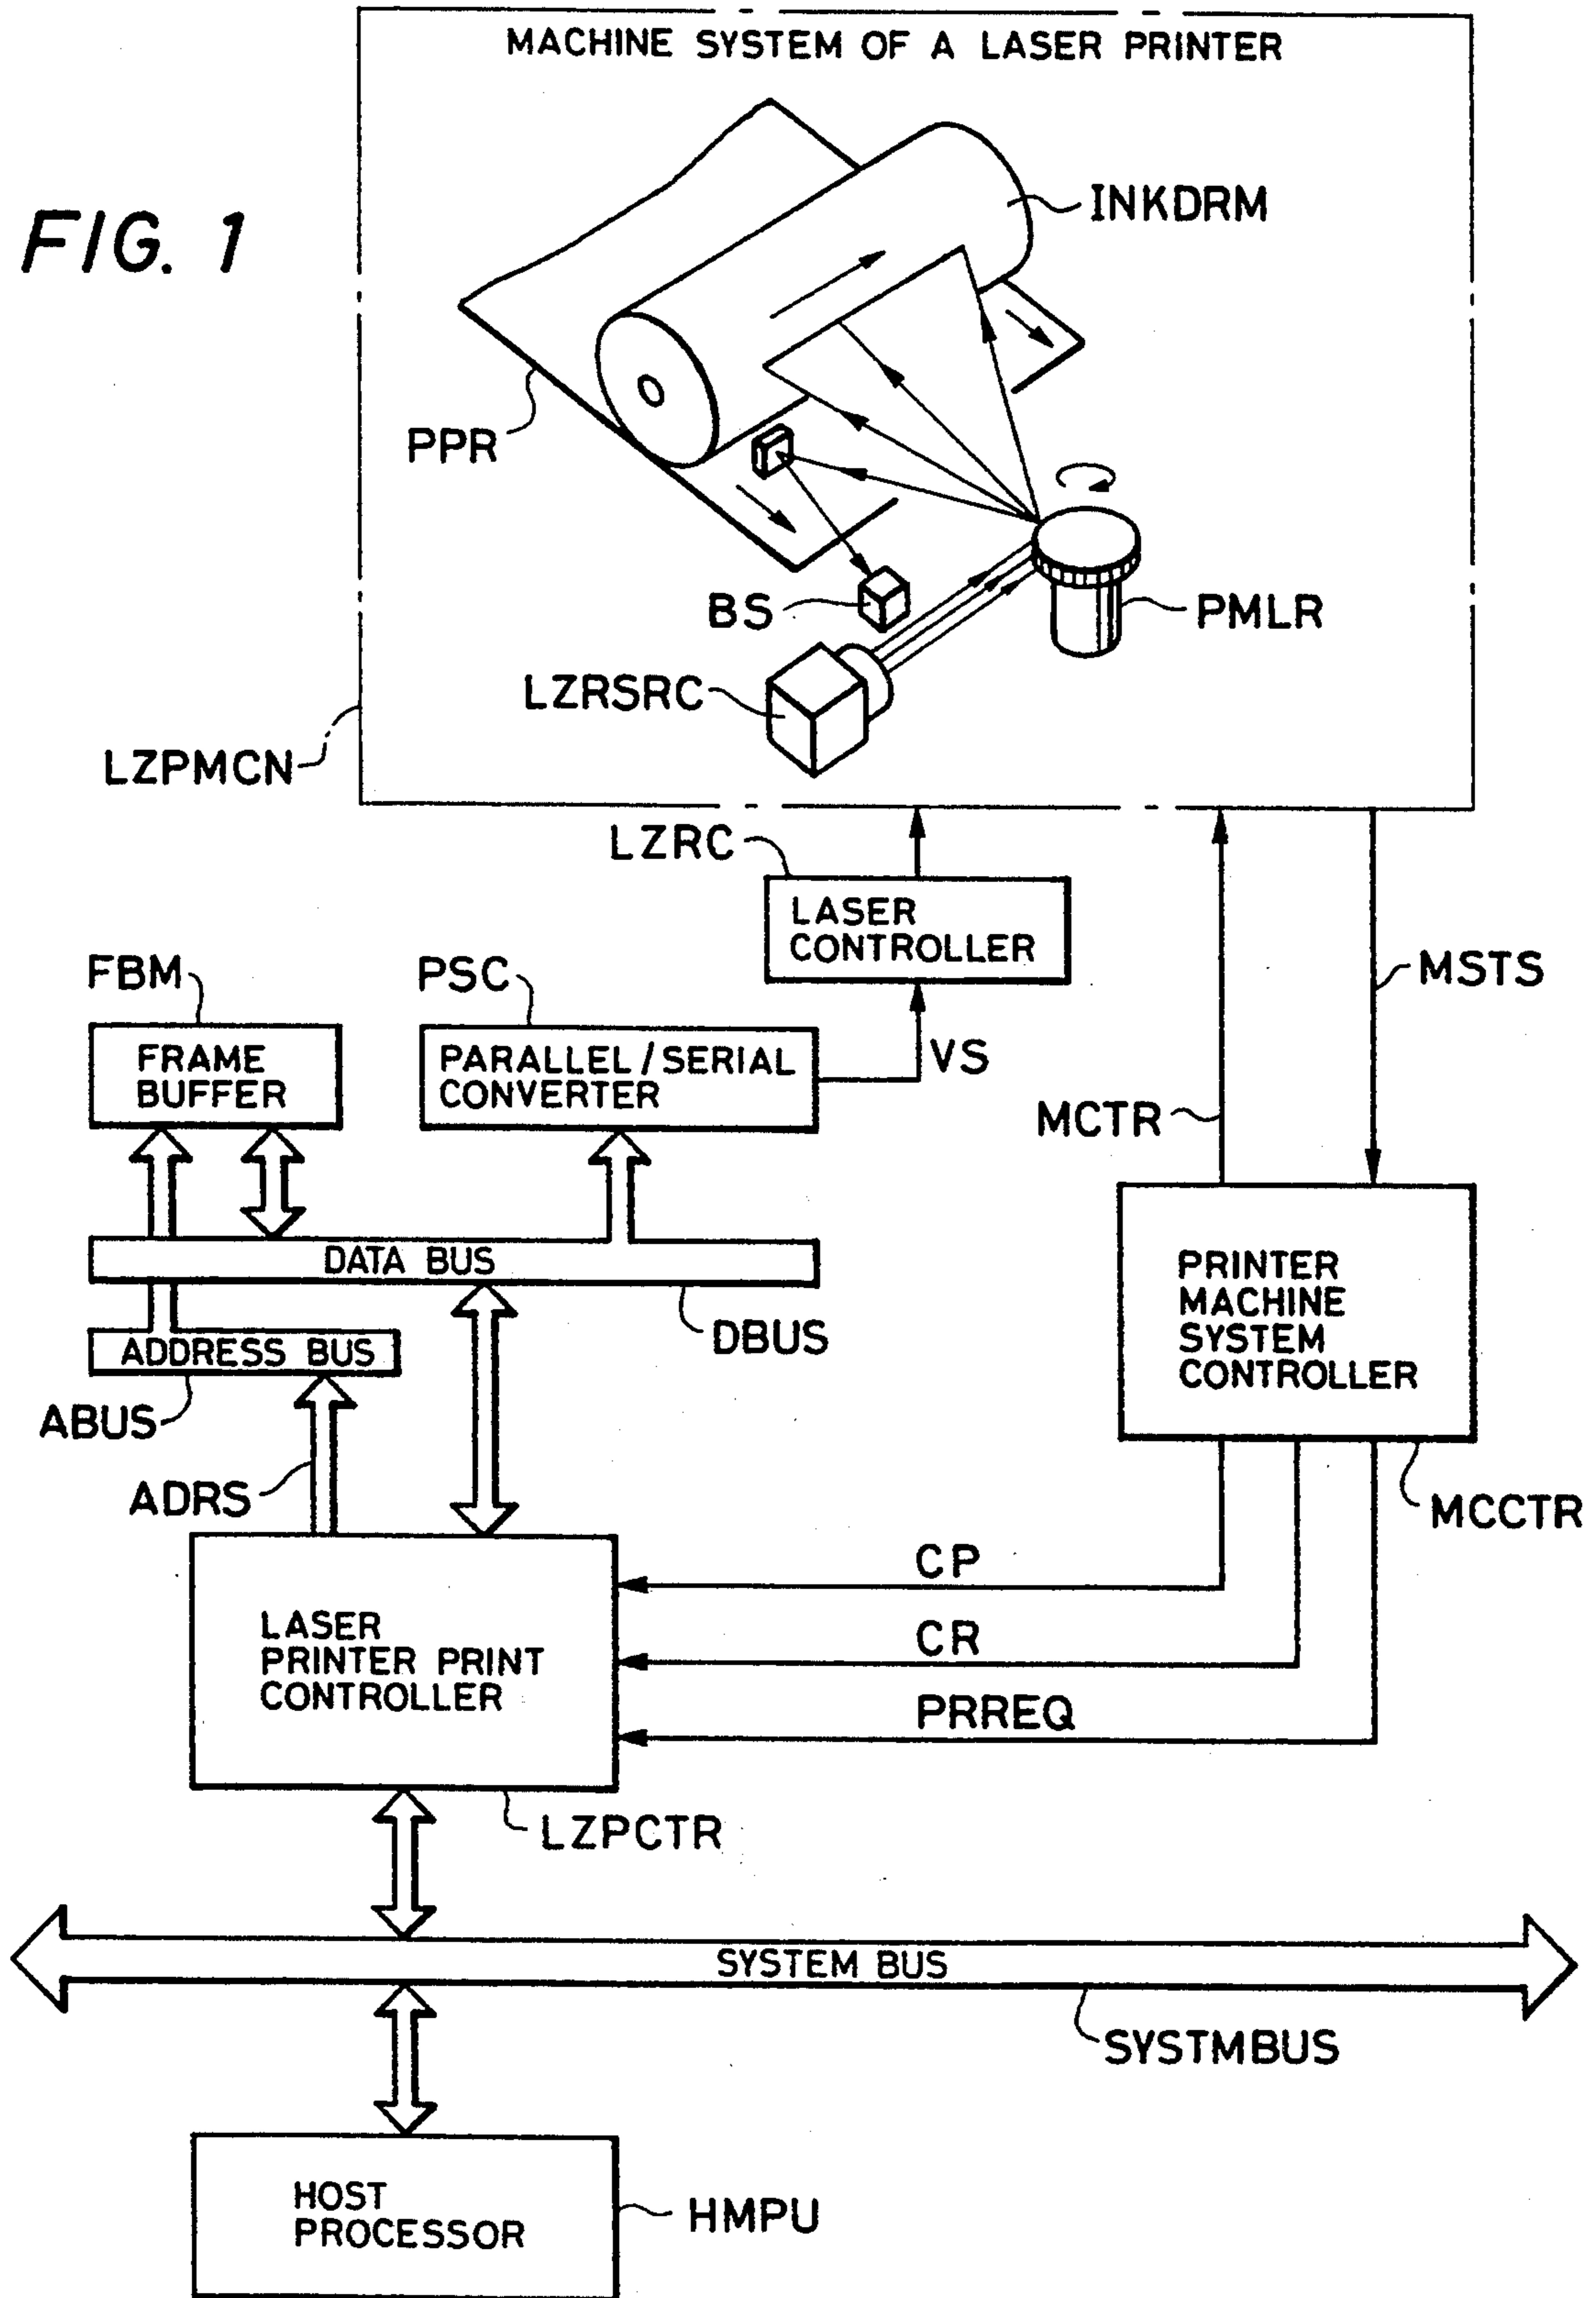 MACHINE SYSTEM OF A LASER PRINTER
FIG. 1
INKDRM
PPR
BS
PMLR
LZRSRC
LZPMCN
LZRC
LASER
CONTROLLER
FBM
PSC
MSTS
FRAME
BUFFER
PARALLEL/SERIAL
CONVERTER
VS
MCTR
DATA BUS
PRINTER
MACHINE
SYSTEM
CONTROLLER
DBUS
ADDRESS BUS
ABUS
ADRS
MCCTR
CP
LASER
PRINTER PRINT
CONTROLLER
CR
PRREQ
LZPCTR
SYSTEM BUS
SYSTMBUS
HOST
PROCESSOR
HMPU